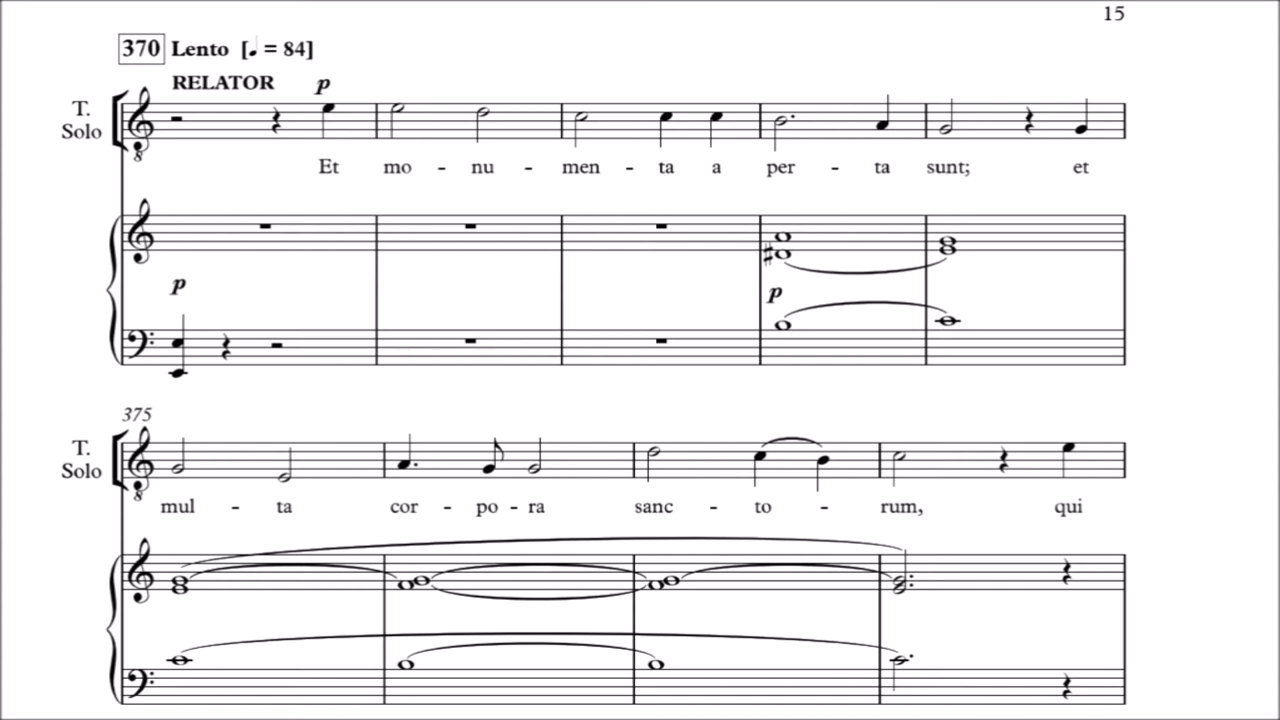 15
370 Lento [♩ = 84]
RELATOR p
T.
Solo
Et mo - nu - men - ta a per - ta sunt; et
p
p
375
T.
Solo
mul - ta cor - po - ra sanc - to - rum, qui